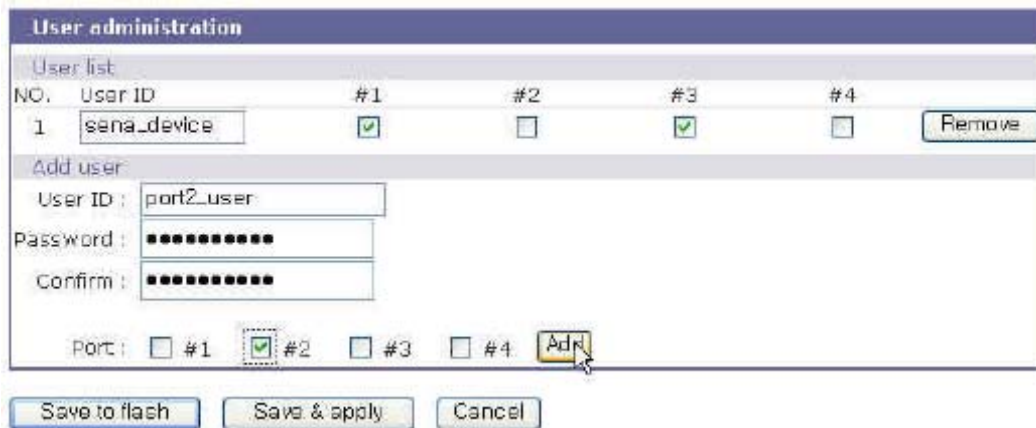 User administration
User list
NO. User ID #1 #2 #3 #4
1 sena_device Remove
Add user
User ID : port2_user
Password : ••••••••••
Confirm : ••••••••••
Port : #1 #2 #3 #4 Add
Save to flash Save & apply Cancel